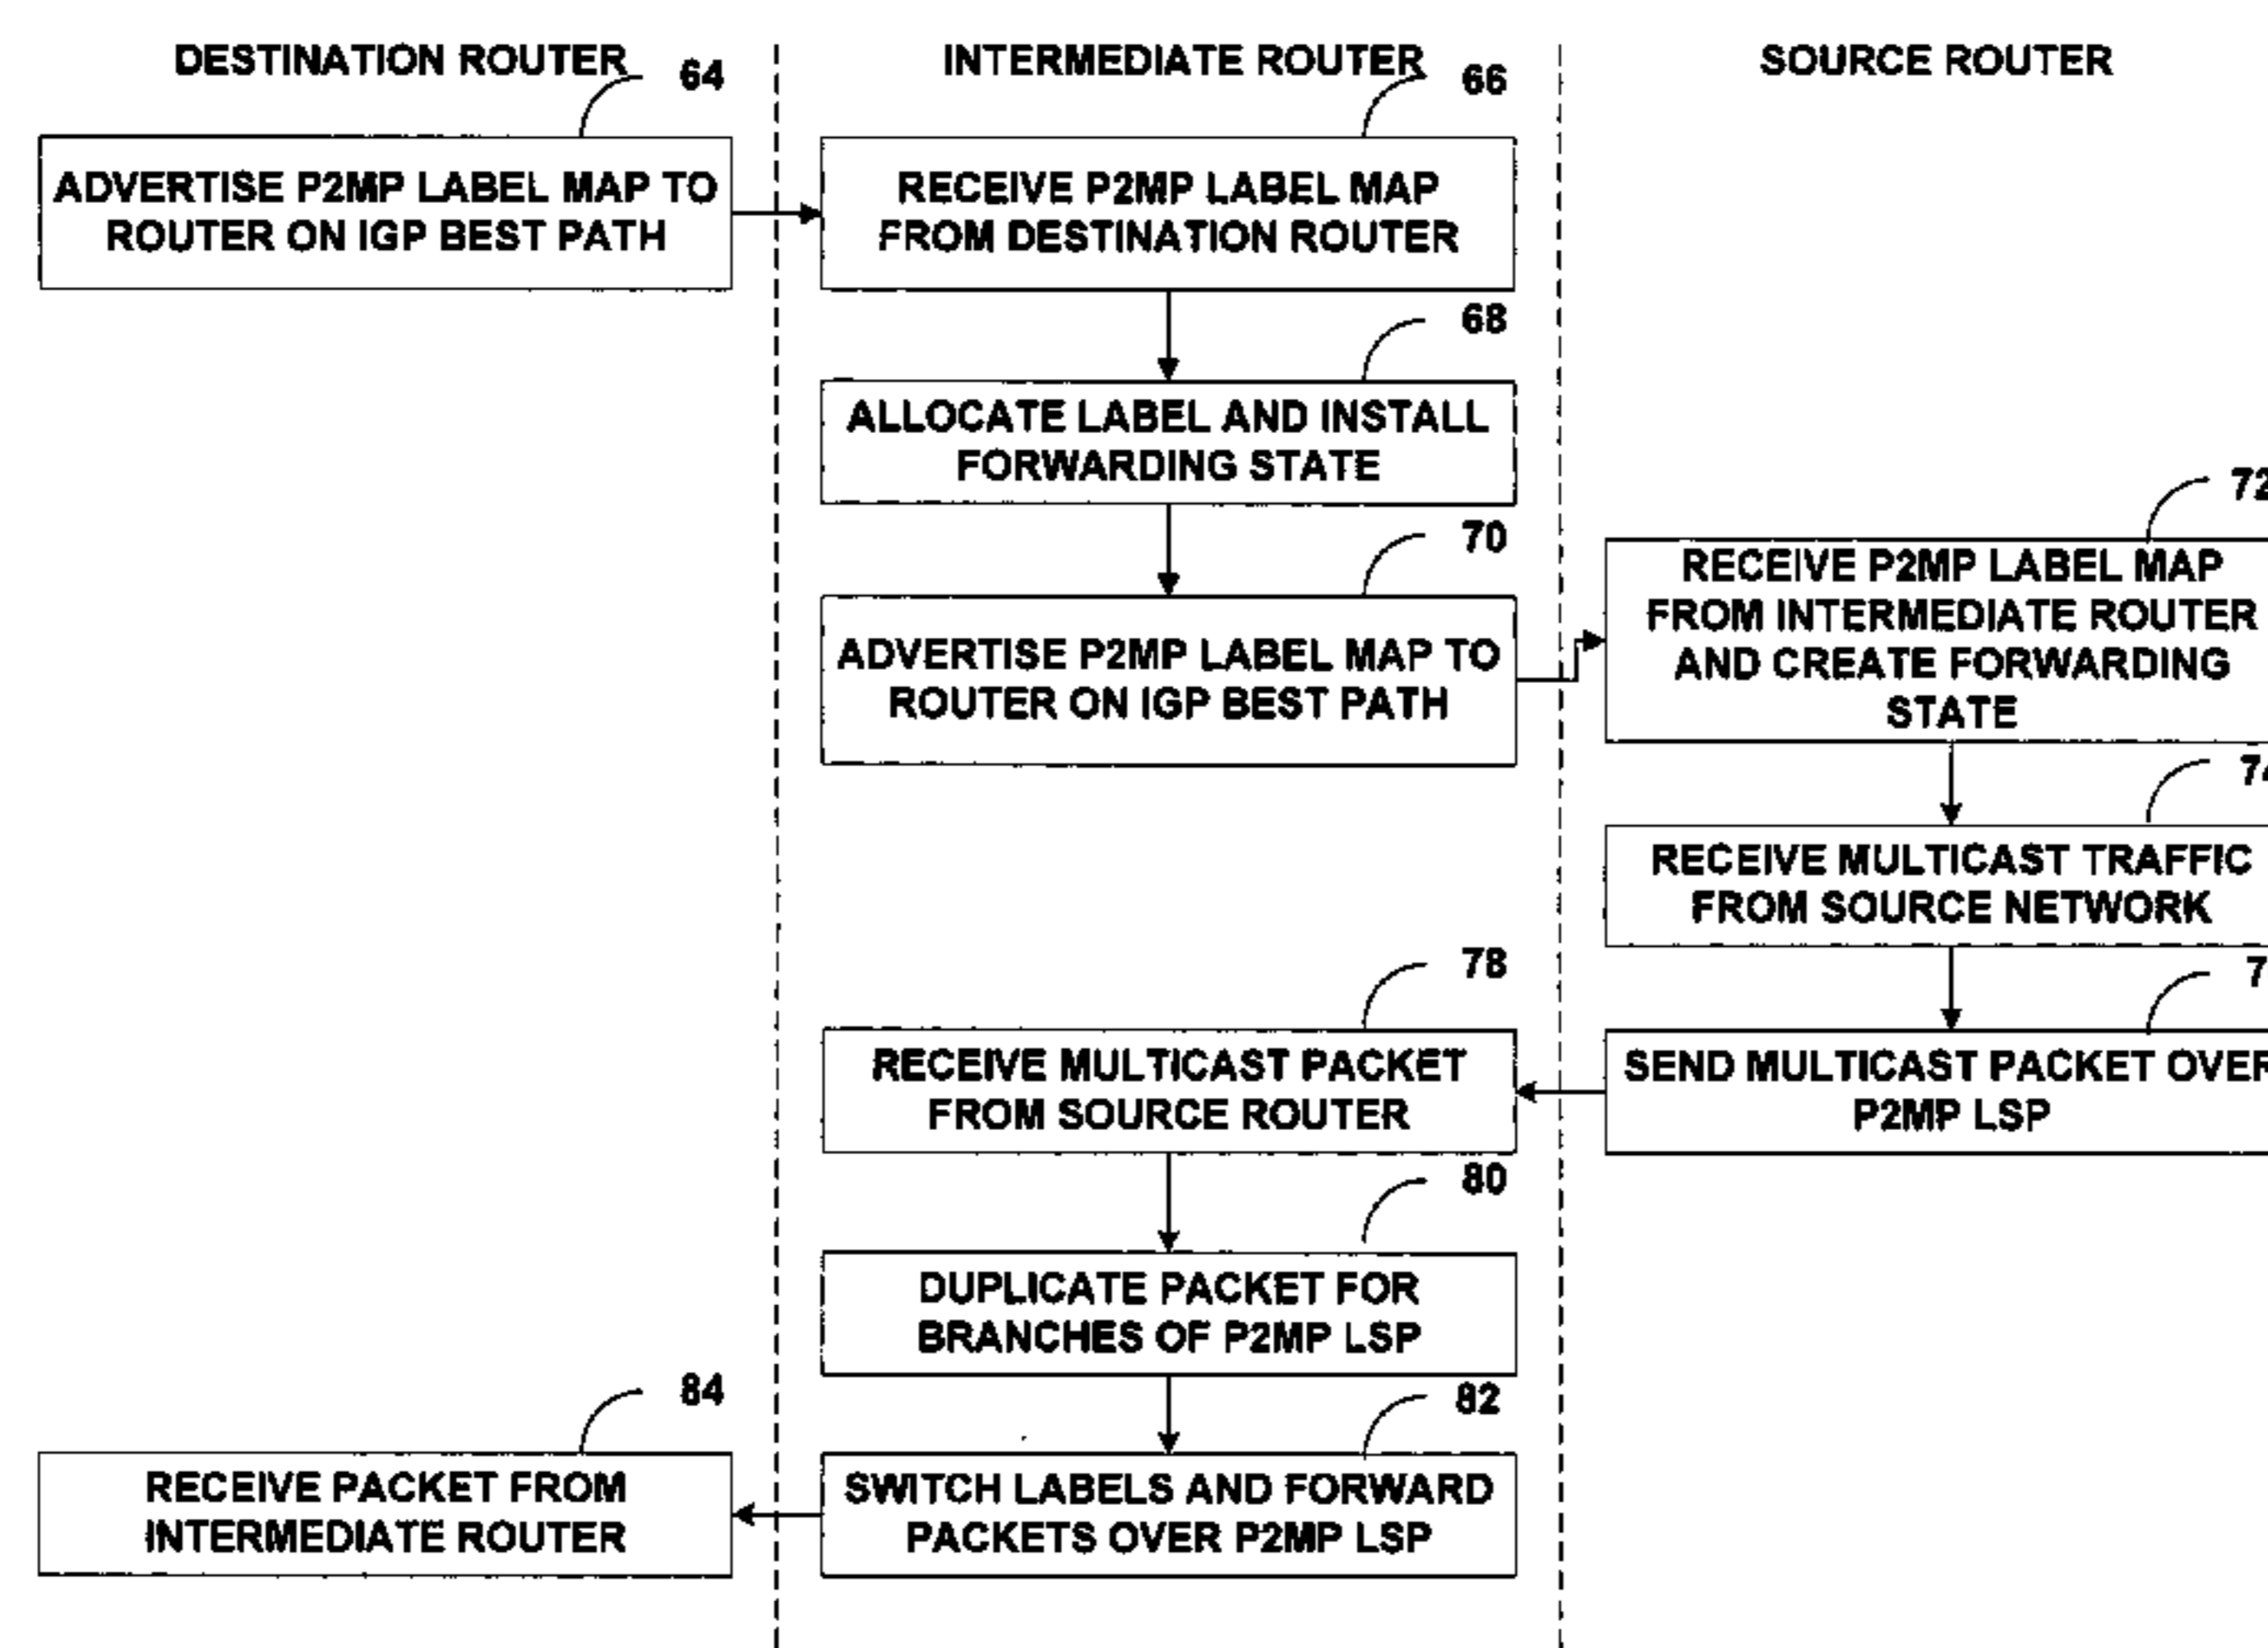 DESTINATION ROUTER
INTERMEDIATE ROUTER
SOURCE ROUTER
64
66
ADVERTISE P2MP LABEL MAP TO
ROUTER ON IGP BEST PATH
RECEIVE P2MP LABEL MAP
FROM DESTINATION ROUTER
68
ALLOCATE LABEL AND INSTALL
FORWARDING STATE
70
72
ADVERTISE P2MP LABEL MAP TO
ROUTER ON IGP BEST PATH
RECEIVE P2MP LABEL MAP
FROM INTERMEDIATE ROUTER
AND CREATE FORWARDING
STATE
74
RECEIVE MULTICAST TRAFFIC
FROM SOURCE NETWORK
78
7
RECEIVE MULTICAST PACKET
FROM SOURCE ROUTER
SEND MULTICAST PACKET OVER
P2MP LSP
80
DUPLICATE PACKET FOR
BRANCHES OF P2MP LSP
84
82
RECEIVE PACKET FROM
INTERMEDIATE ROUTER
SWITCH LABELS AND FORWARD
PACKETS OVER P2MP LSP